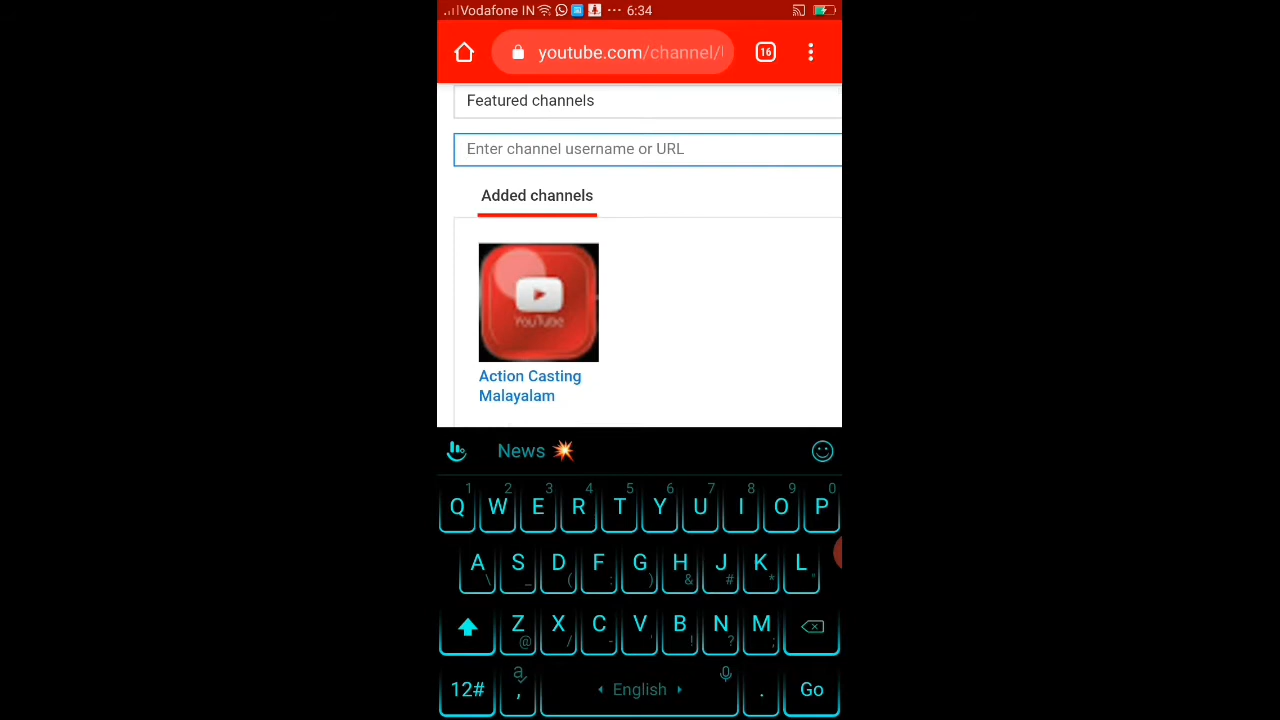 Vodafone IN 6:34
youtube.com/channel/ 16
Featured channels
Enter channel username or URL
Added channels
YouTube
Action Casting
Malayalam
News 💥
1 2 3 4 5 6 7 8 9 0
Q W E R T Y U I O P
A S D F G H J K L
\ _ ( : ) & # * "
Z X C V B N M
@ / - ' ! ? ;
12# , English . Go